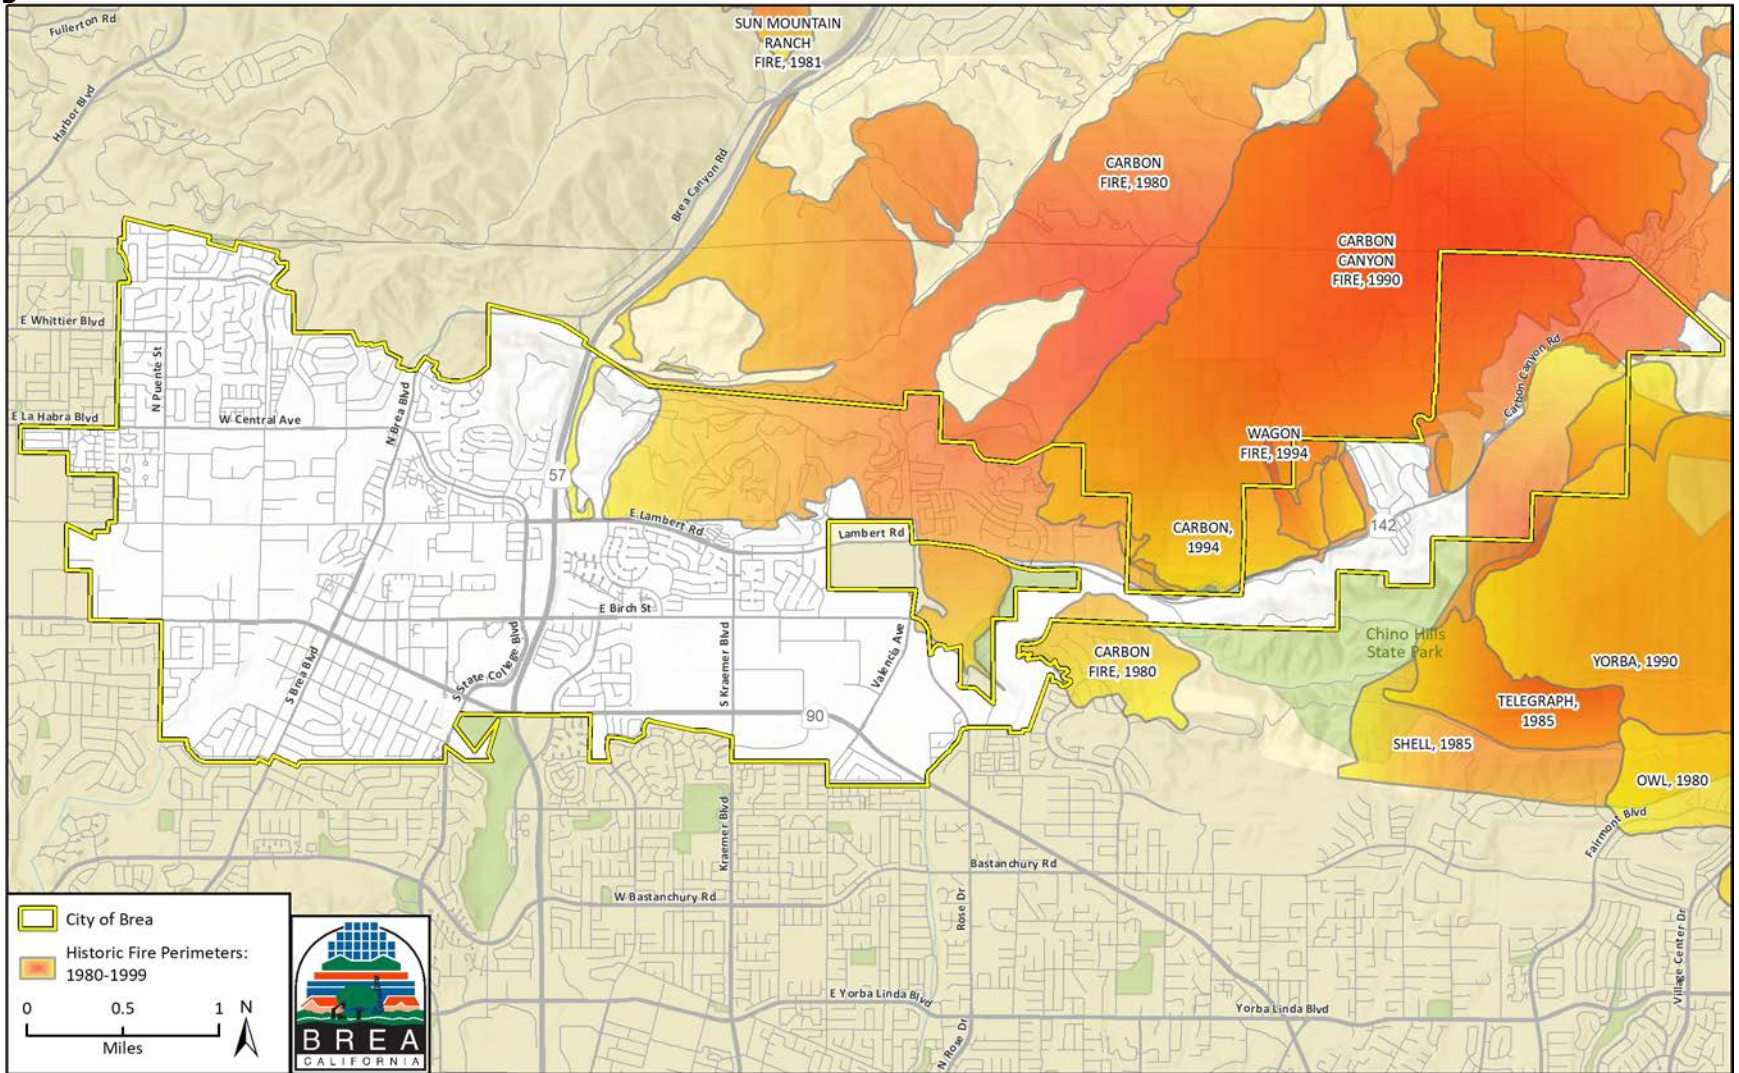 Fullerton Rd
SUN MOUNTAIN
RANCH
FIRE, 1981
Harbor Blvd
Brea Canyon Rd
CARBON
FIRE, 1980
CARBON
CANYON
FIRE, 1990
E Whittier Blvd
N Puente St
Carbon Canyon Rd
E La Habra Blvd
W Central Ave
N Brea Blvd
WAGON
FIRE, 1994
57
E Lambert Rd
Lambert Rd
CARBON,
1994
142
E Birch St
S Brea Blvd
S State College Blvd
S Kraemer Blvd
Valencia Ave
CARBON
FIRE, 1980
Chino Hills
State Park
YORBA, 1990
TELEGRAPH,
1985
90
SHELL, 1985
OWL, 1980
Kraemer Blvd
Fairmont Blvd
Bastanchury Rd
W Bastanchury Rd
Rose Dr
Village Center Dr
E Yorba Linda Blvd
Yorba Linda Blvd
N Rose Dr
City of Brea
Historic Fire Perimeters:
1980-1999
0 0.5 1
Miles
N
BREA
CALIFORNIA